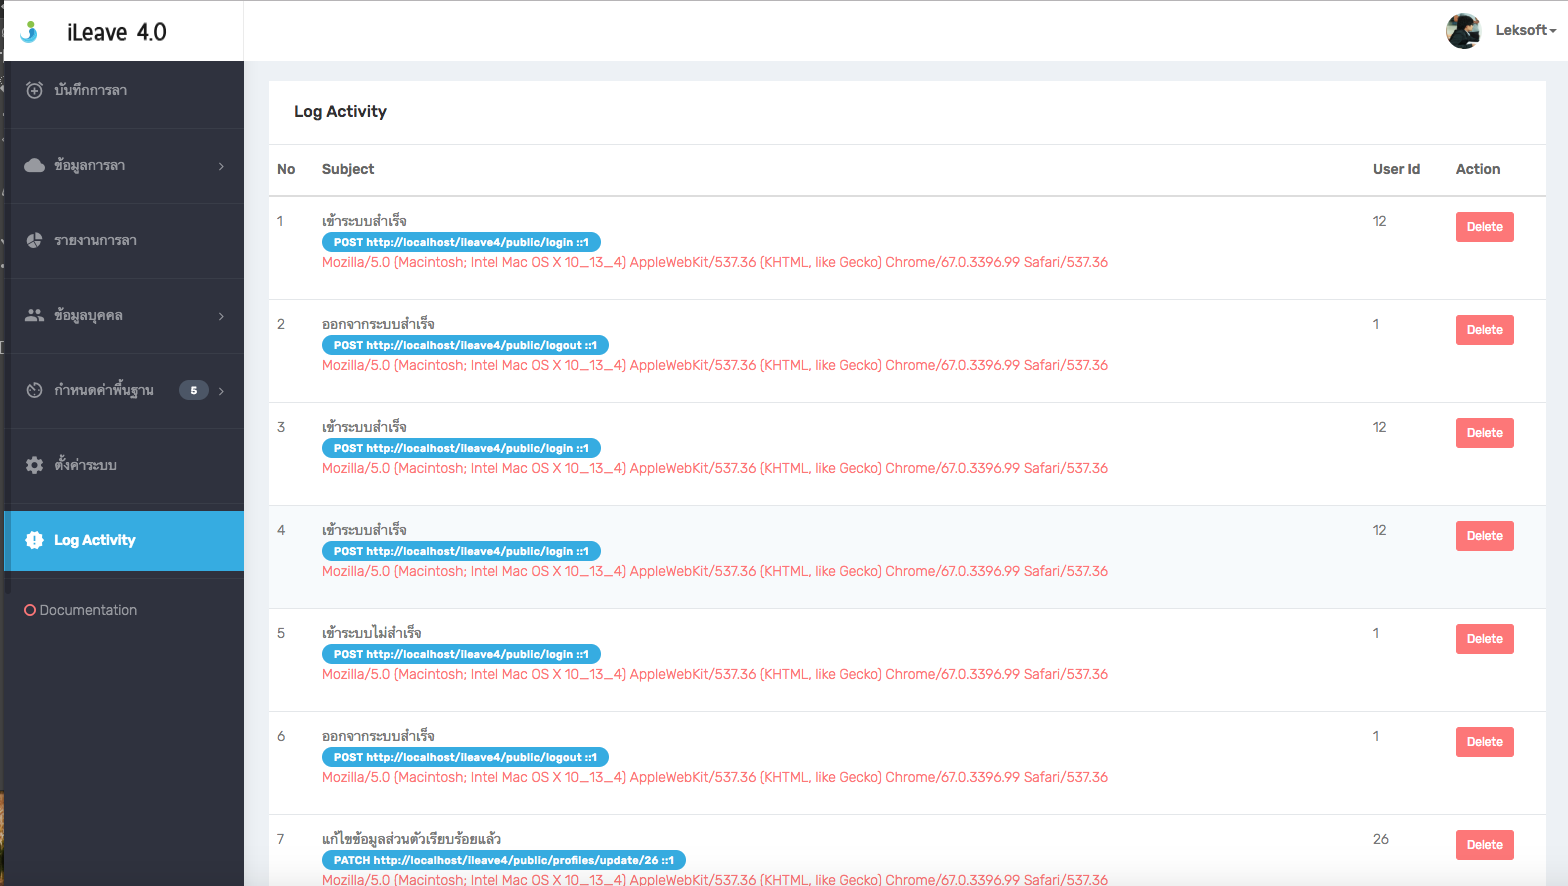 iLeave 4.0
Leksoft
บันทึกการลา
ข้อมูลการลา
รายงานการลา
ข้อมูลบุคคล
กำหนดค่าพื้นฐาน 5
ตั้งค่าระบบ
Log Activity
Documentation
Log Activity
No Subject User Id Action
1 เข้าระบบสำเร็จ 12 Delete
POST http://localhost/ileave4/public/login ::1
Mozilla/5.0 (Macintosh; Intel Mac OS X 10_13_4) AppleWebKit/537.36 (KHTML, like Gecko) Chrome/67.0.3396.99 Safari/537.36
2 ออกจากระบบสำเร็จ 1 Delete
POST http://localhost/ileave4/public/logout ::1
Mozilla/5.0 (Macintosh; Intel Mac OS X 10_13_4) AppleWebKit/537.36 (KHTML, like Gecko) Chrome/67.0.3396.99 Safari/537.36
3 เข้าระบบสำเร็จ 12 Delete
POST http://localhost/ileave4/public/login ::1
Mozilla/5.0 (Macintosh; Intel Mac OS X 10_13_4) AppleWebKit/537.36 (KHTML, like Gecko) Chrome/67.0.3396.99 Safari/537.36
4 เข้าระบบสำเร็จ 12 Delete
POST http://localhost/ileave4/public/login ::1
Mozilla/5.0 (Macintosh; Intel Mac OS X 10_13_4) AppleWebKit/537.36 (KHTML, like Gecko) Chrome/67.0.3396.99 Safari/537.36
5 เข้าระบบไม่สำเร็จ 1 Delete
POST http://localhost/ileave4/public/login ::1
Mozilla/5.0 (Macintosh; Intel Mac OS X 10_13_4) AppleWebKit/537.36 (KHTML, like Gecko) Chrome/67.0.3396.99 Safari/537.36
6 ออกจากระบบสำเร็จ 1 Delete
POST http://localhost/ileave4/public/logout ::1
Mozilla/5.0 (Macintosh; Intel Mac OS X 10_13_4) AppleWebKit/537.36 (KHTML, like Gecko) Chrome/67.0.3396.99 Safari/537.36
7 แก้ไขข้อมูลส่วนตัวเรียบร้อยแล้ว 26 Delete
PATCH http://localhost/ileave4/public/profiles/update/26 ::1
Mozilla/5.0 (Macintosh; Intel Mac OS X 10_13_4) AppleWebKit/537.36 (KHTML, like Gecko) Chrome/67.0.3396.99 Safari/537.36